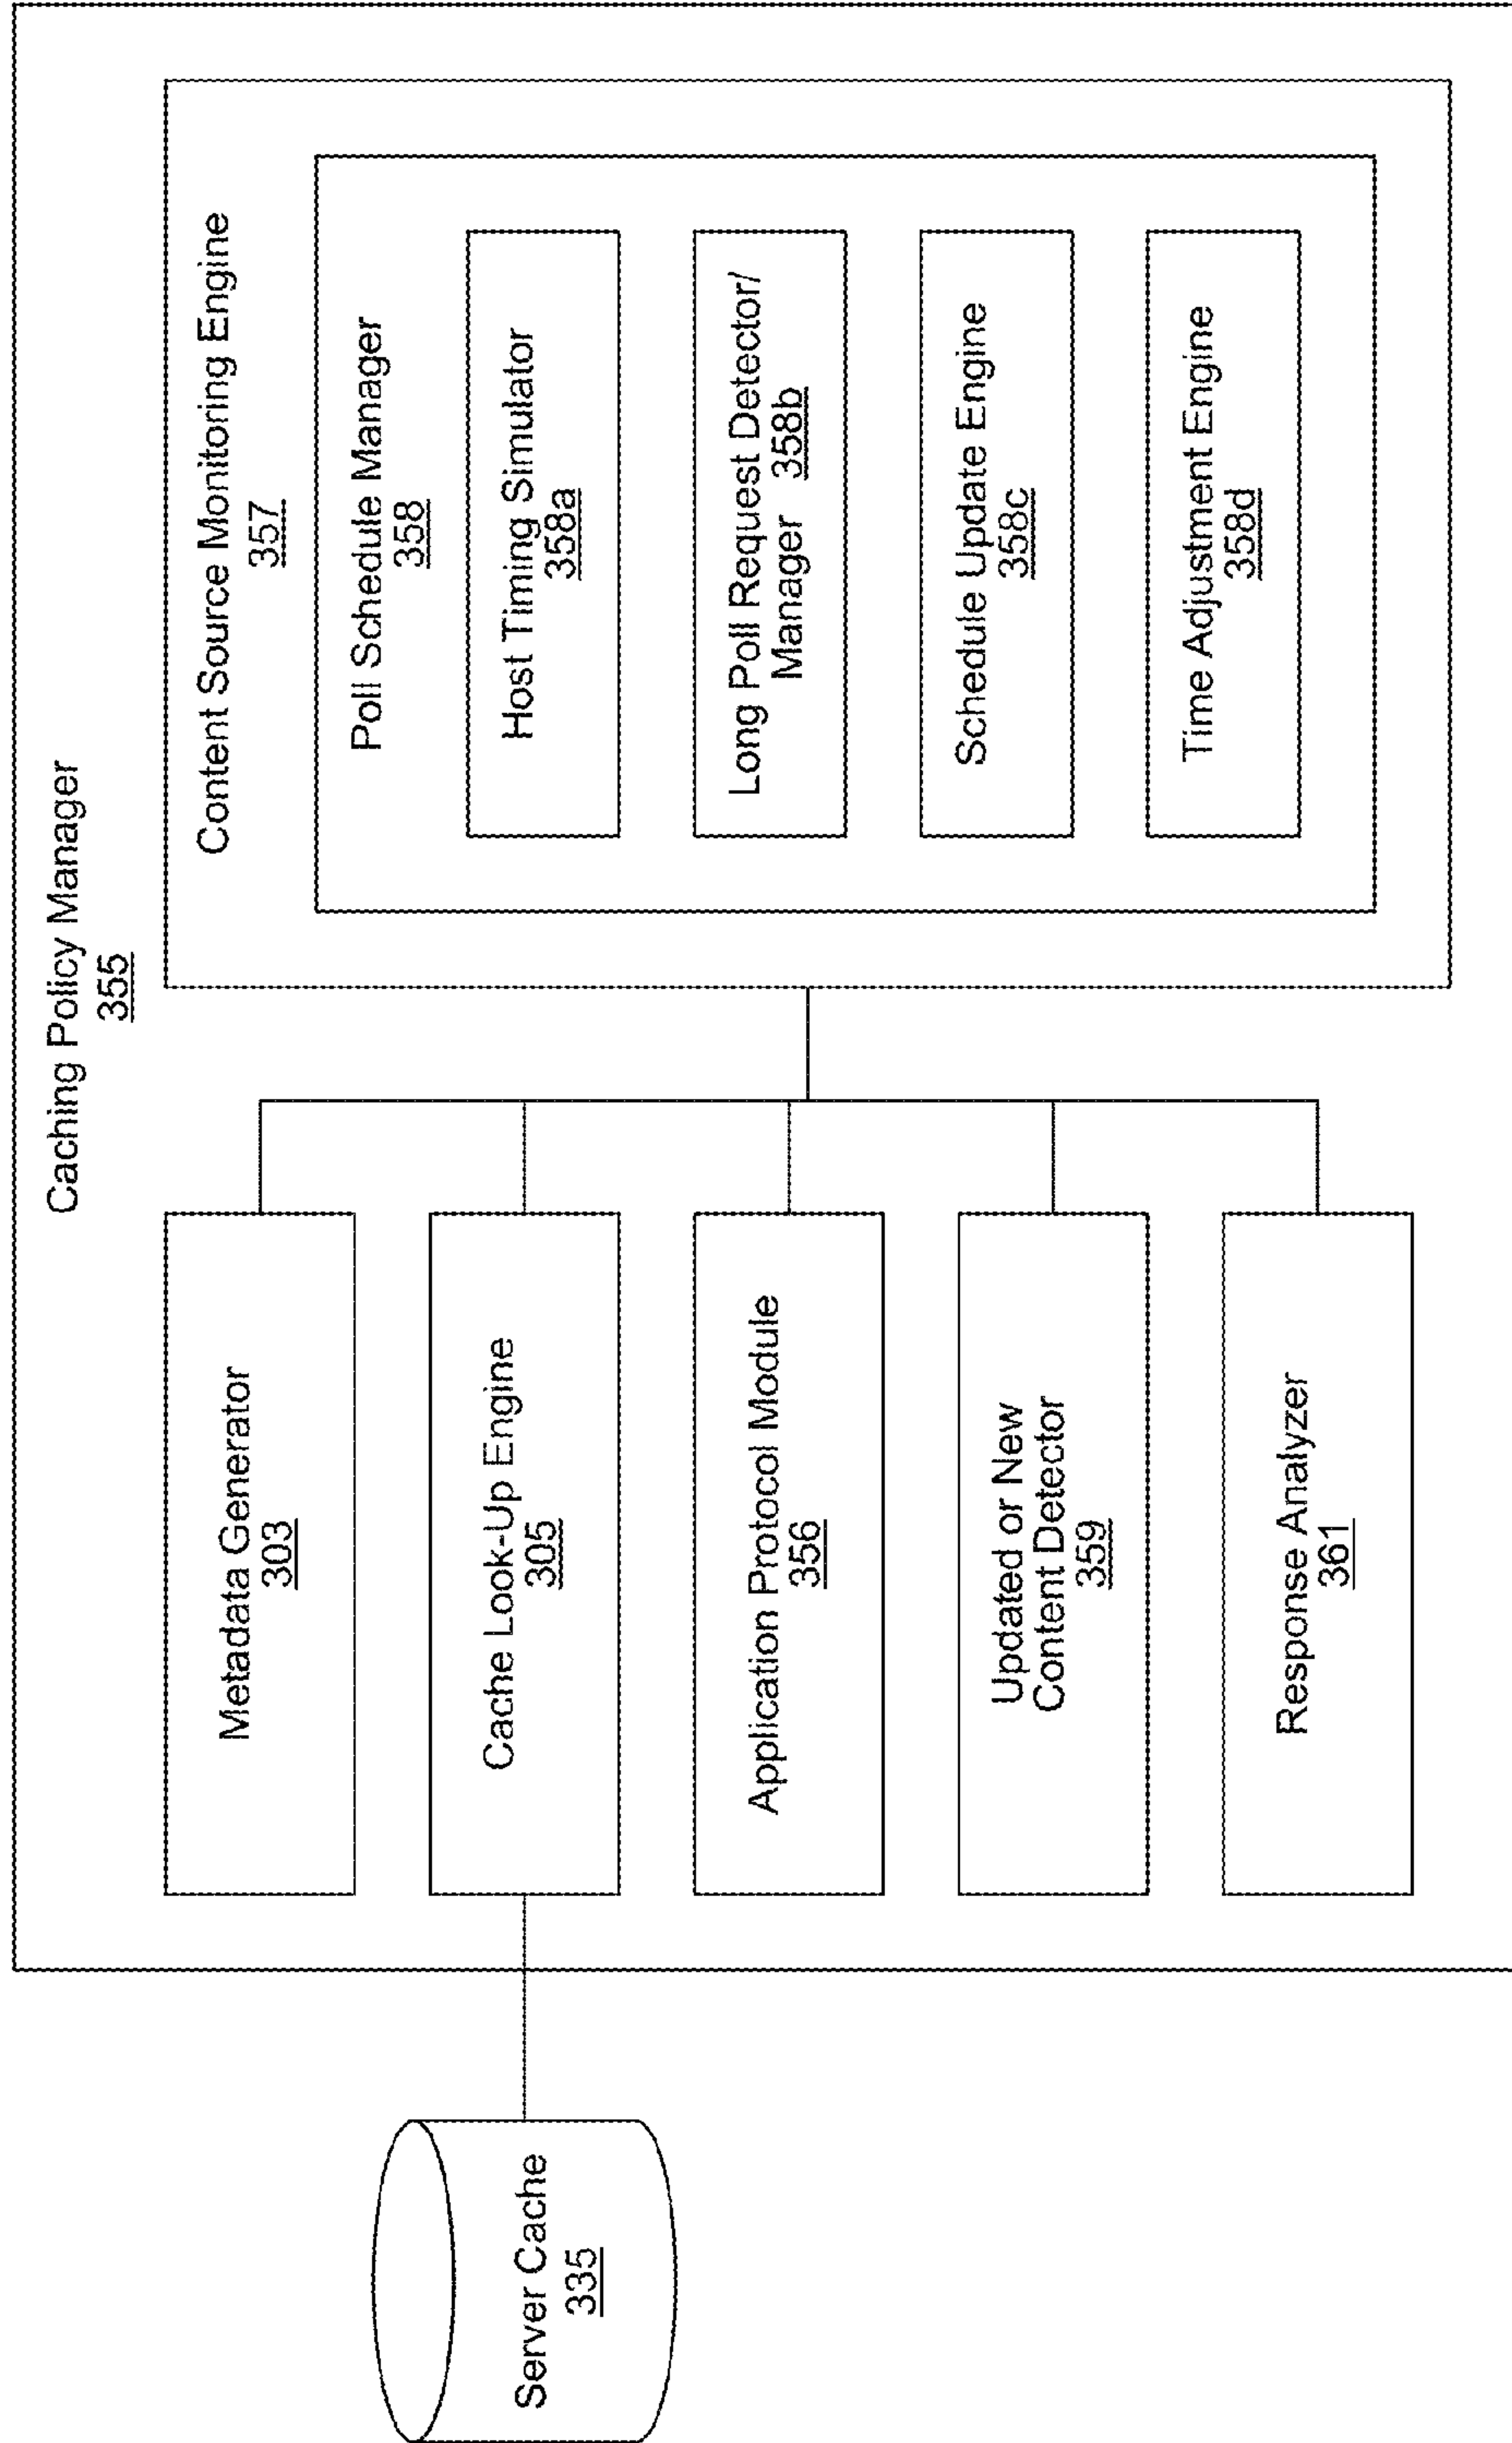 Caching Policy Manager
355
Server Cache
335
Metadata Generator
303
Cache Look-Up Engine
305
Application Protocol Module
356
Updated or New
Content Detector
359
Response Analyzer
361
Content Source Monitoring Engine
357
Poll Schedule Manager
358
Host Timing Simulator
358a
Long Poll Request Detector/
Manager 358b
Schedule Update Engine
358c
Time Adjustment Engine
358d